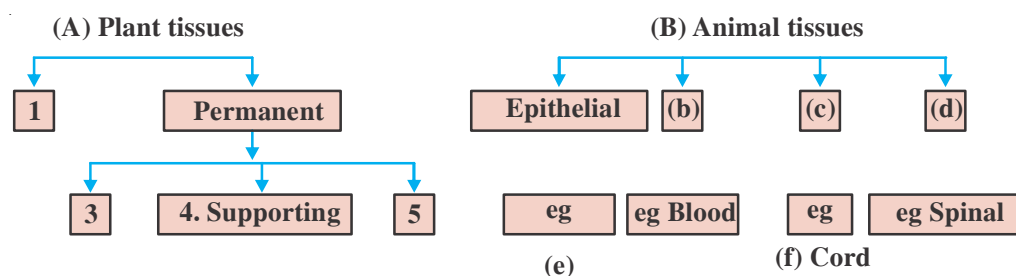 (A) Plant tissues
(B) Animal tissues
1
Permanent
Epithelial
(b)
(c)
(d)
3
4. Supporting
5
eg
eg Blood
eg
eg Spinal
(e)
(f) Cord